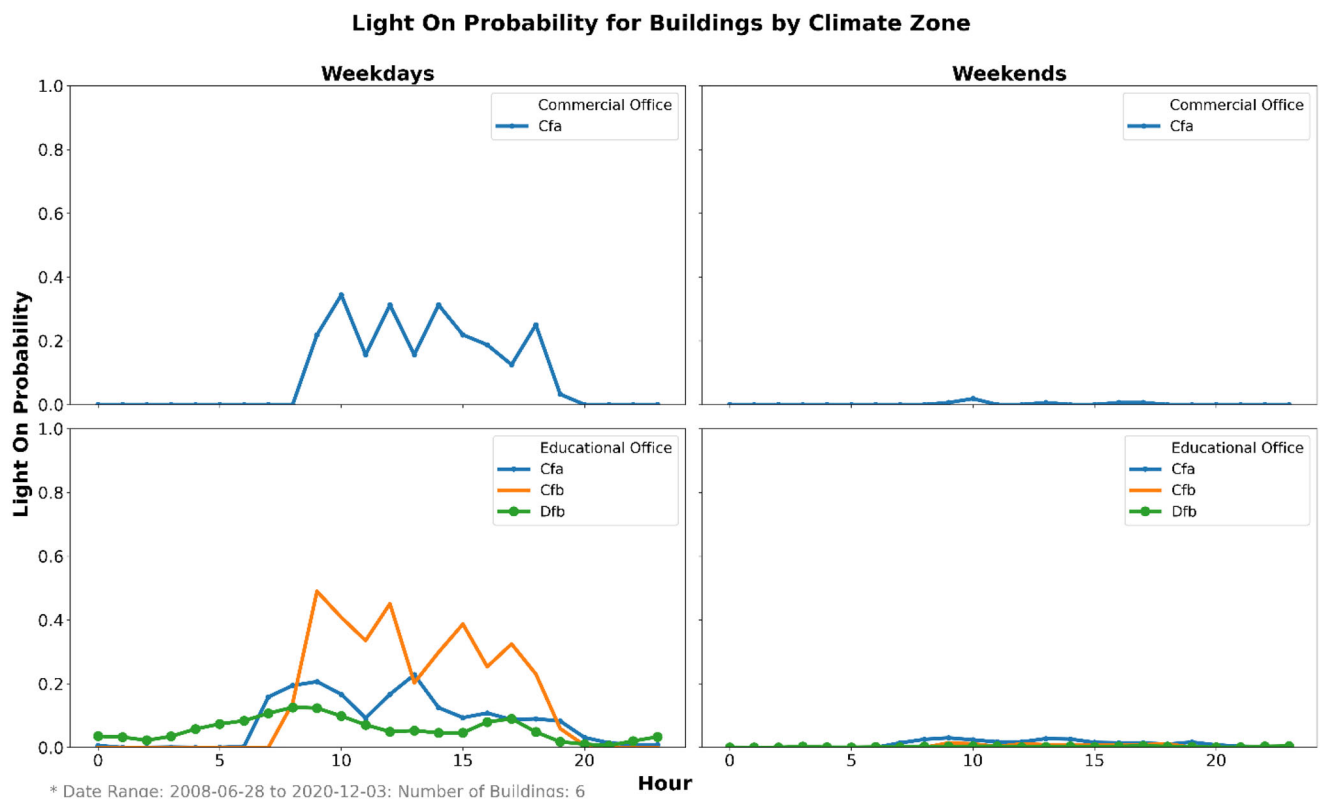 Light On Probability for Buildings by Climate Zone
Weekdays
Weekends
1.0
0.8
0.6
0.4
0.2
0.0
Commercial Office
Cfa
Commercial Office
Cfa
Light On Probability
1.0
0.8
0.6
0.4
0.2
0.0
Educational Office
Cfa
Cfb
Dfb
Educational Office
Cfa
Cfb
Dfb
0 5 10 15 20
0 5 10 15 20
Hour
* Date Range: 2008-06-28 to 2020-12-03: Number of Buildings: 6